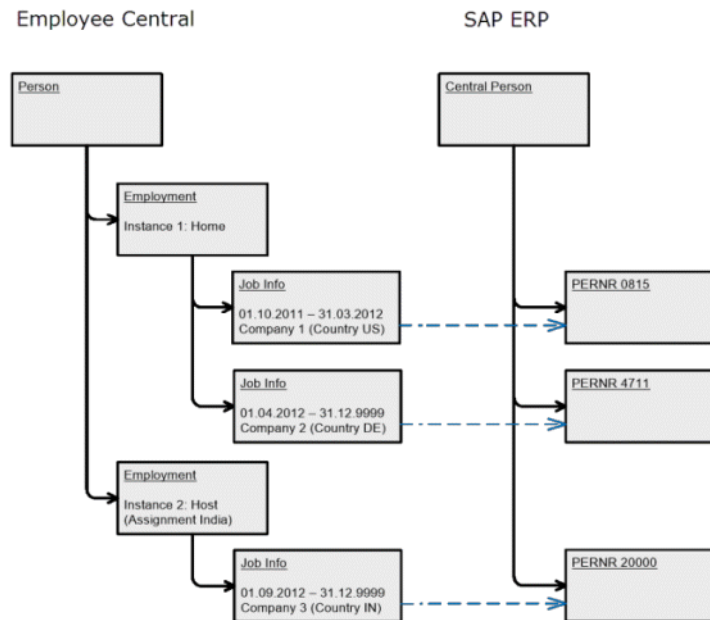 Employee Central
SAP ERP
Person
Central Person
Employment
Instance 1: Home
Job Info
01.10.2011 – 31.03.2012
Company 1 (Country US)
PERNR 0815
Job Info
01.04.2012 – 31.12.9999
Company 2 (Country DE)
PERNR 4711
Employment
Instance 2: Host
(Assignment India)
Job Info
01.09.2012 – 31.12.9999
Company 3 (Country IN)
PERNR 20000